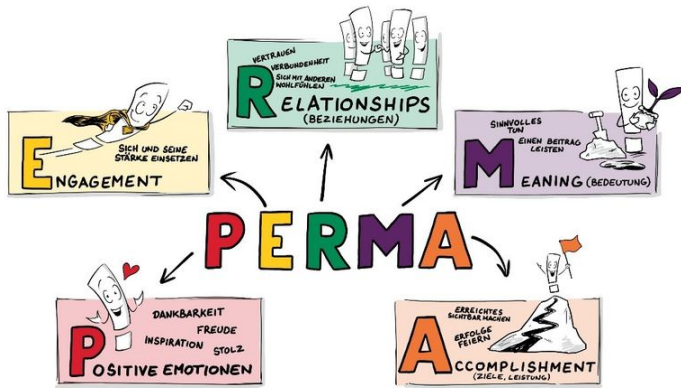 VERTRAUEN
VERBUNDENHEIT
SICH MIT ANDEREN
WOHLFÜHLEN
RELATIONSHIPS
(BEZIEHUNGEN)
SICH UND SEINE
STÄRKE EINSETZEN
ENGAGEMENT
SINNVOLLES
TUN
EINEN BEITRAG
LEISTEN
MEANING (BEDEUTUNG)
PERMA
DANKBARKEIT
FREUDE
INSPIRATION
STOLZ
POSITIVE EMOTIONEN
ERREICHTES
SICHTBAR MACHEN
ERFOLGE
FEIERN
ACCOMPLISHMENT
(ZIELE, LEISTUNG)